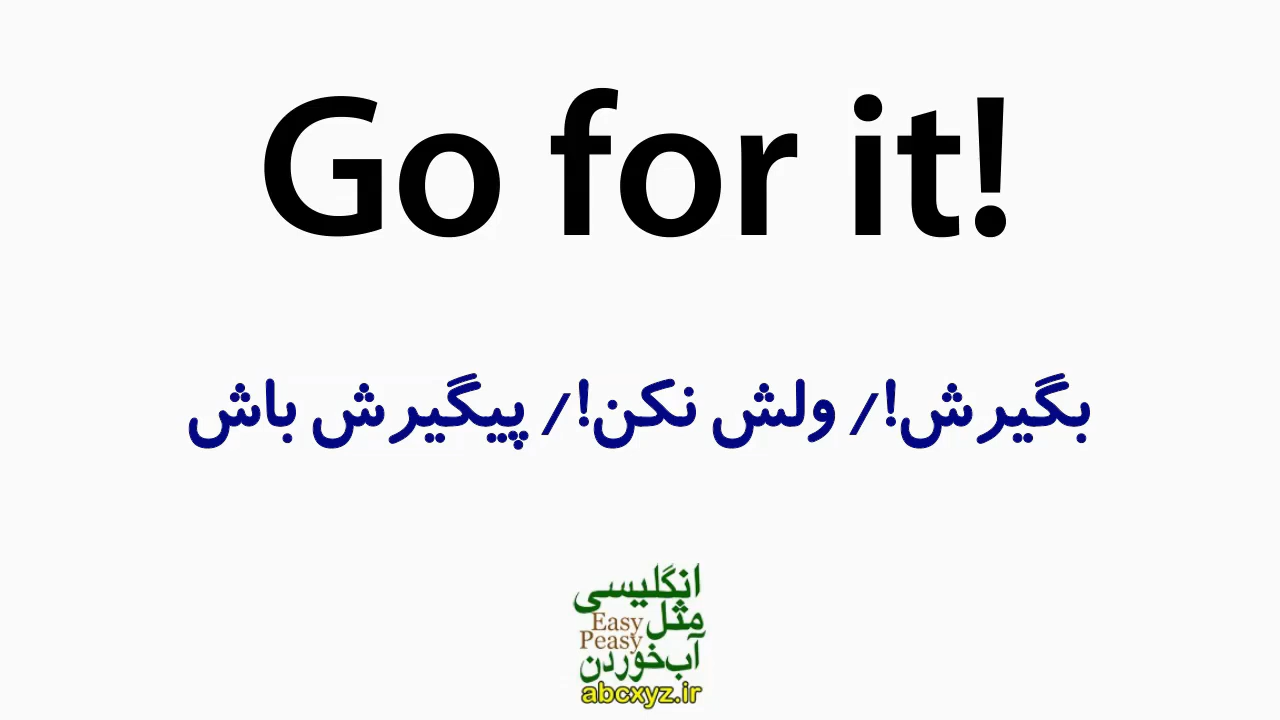 Go for it!
بگیرش!/ ولش نکن!/ پیگیرش باش
انگلیسی
مثل
Easy
Peasy
آب‌خوردن
abcxyz.ir